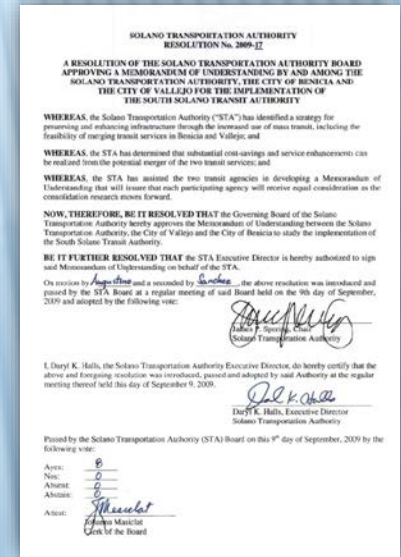 SOLANO TRANSPORTATION AUTHORITY
RESOLUTION No. 2009-17
A RESOLUTION OF THE SOLANO TRANSPORTATION AUTHORITY BOARD
APPROVING A MEMORANDUM OF UNDERSTANDING BY AND AMONG THE
SOLANO TRANSPORTATION AUTHORITY, THE CITY OF BENICIA AND
THE CITY OF VALLEJO FOR THE IMPLEMENTATION OF
THE SOUTH SOLANO TRANSIT AUTHORITY
WHEREAS, the Solano Transportation Authority ("STA") has identified a strategy for
preserving and enhancing infrastructure through the increased use of mass transit, including the
feasibility of merging transit services in Benicia and Vallejo; and
WHEREAS, the STA has determined that substantial cost-savings and service enhancements can
be realized from the potential merger of the two transit services; and
WHEREAS, the STA has assisted the two transit agencies in developing a Memorandum of
Understanding that will issure that each participating agency will receive equal consideration as the
consolidation research moves forward.
NOW, THEREFORE, BE IT RESOLVED THAT the Governing Board of the Solano
Transportation Authority hereby approves the Memorandum of Understanding between the Solano
Transportation Authority, the City of Vallejo and the City of Benicia to study the implementation of
the South Solano Transit Authority.
BE IT FURTHER RESOLVED THAT the STA Executive Director is hereby authorized to sign
said Memorandum of Understanding on behalf of the STA.
On motion by Augustine and a seconded by Sanchez, the above resolution was introduced and
passed by the STA Board at a regular meeting of said Board held on the 9th day of September,
2009 and adopted by the following vote:
James P. Spering, Chair
Solano Transportation Authority
I, Daryl K. Halls, the Solano Transportation Authority Executive Director, do hereby certify that the
above and foregoing resolution was introduced, passed and adopted by said Authority at the regular
meeting thereof held this day of September 9, 2009.
Daryl K. Halls
Daryl K. Halls, Executive Director
Solano Transportation Authority
Passed by the Solano Transportation Authority (STA) Board on this 9th day of September, 2009 by the
following vote:
Ayes: 8
Nos: 0
Absent: 0
Abstain: 0
Attest: JMasiclat
Johanna Masiclat
Clerk of the Board